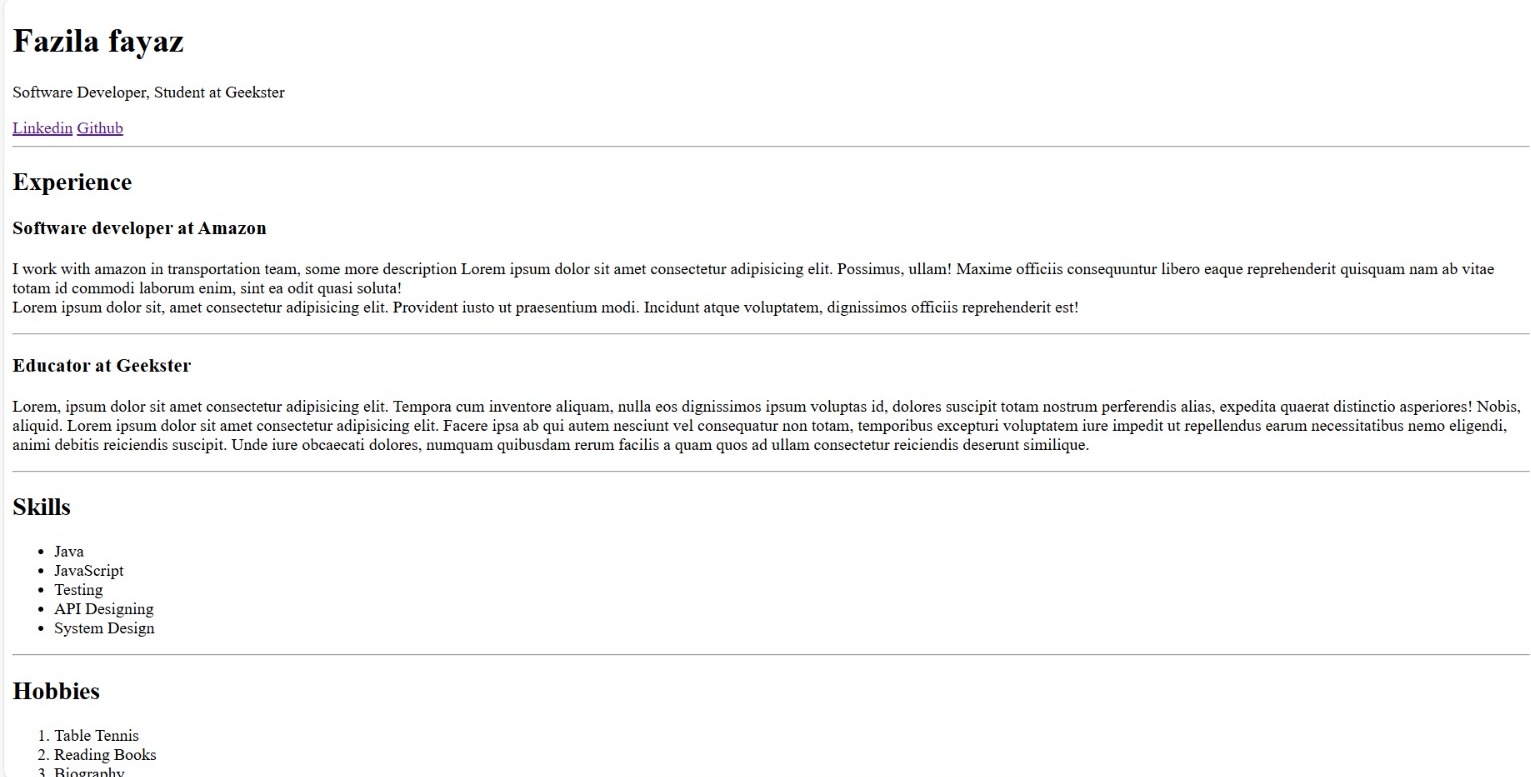 Fazila fayaz
Software Developer, Student at Geekster
Linkedin Github
Experience
Software developer at Amazon
I work with amazon in transportation team, some more description Lorem ipsum dolor sit amet consectetur adipisicing elit. Possimus, ullam! Maxime officiis consequuntur libero eaque reprehenderit quisquam nam ab vitae
totam id commodi laborum enim, sint ea odit quasi soluta!
Lorem ipsum dolor sit, amet consectetur adipisicing elit. Provident iusto ut praesentium modi. Incidunt atque voluptatem, dignissimos officiis reprehenderit est!
Educator at Geekster
Lorem, ipsum dolor sit amet consectetur adipisicing elit. Tempora cum inventore aliquam, nulla eos dignissimos ipsum voluptas id, dolores suscipit totam nostrum perferendis alias, expedita quaerat distinctio asperiores! Nobis,
aliquid. Lorem ipsum dolor sit amet consectetur adipisicing elit. Facere ipsa ab qui autem nesciunt vel consequatur non totam, temporibus excepturi voluptatem iure impedit ut repellendus earum necessitatibus nemo eligendi,
animi debitis reiciendis suscipit. Unde iure obcaecati dolores, numquam quibusdam rerum facilis a quam quos ad ullam consectetur reiciendis deserunt similique.
Skills
• Java
• JavaScript
• Testing
• API Designing
• System Design
Hobbies
1. Table Tennis
2. Reading Books
3. Biography